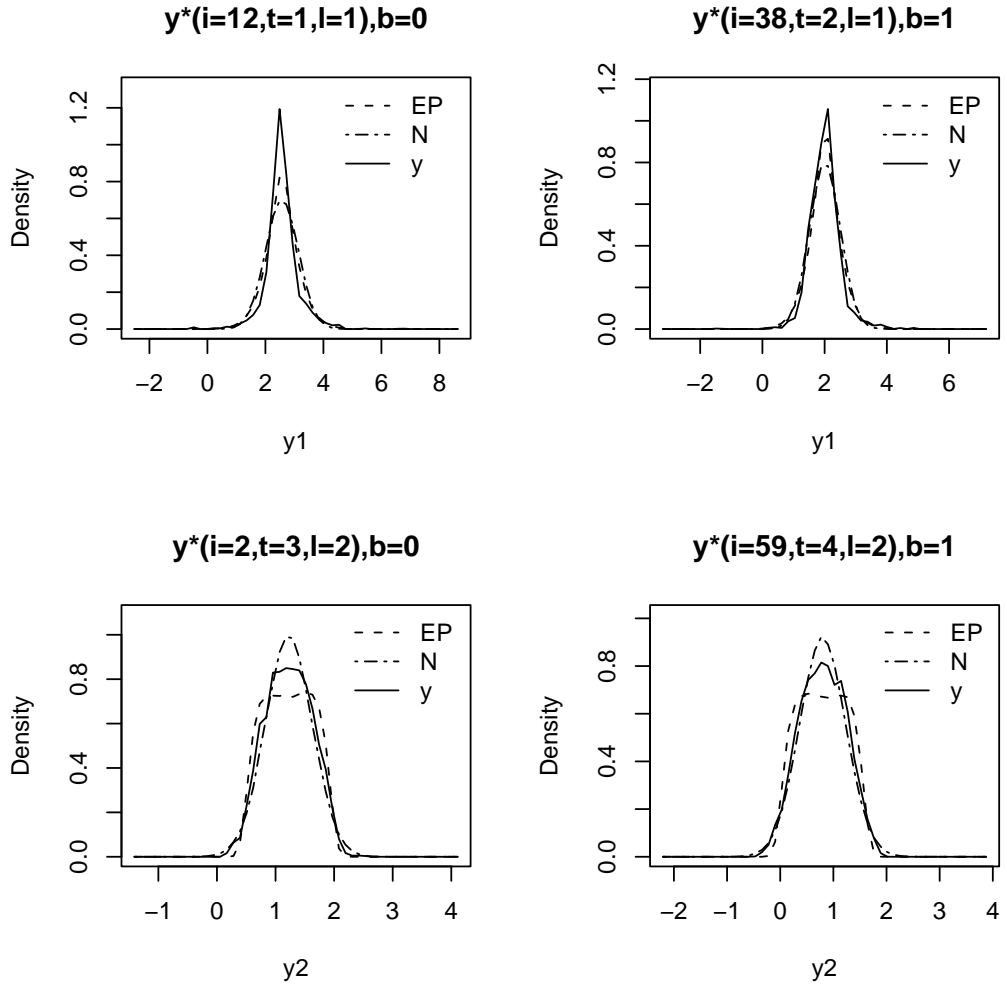 y*(i=12,t=1,l=1),b=0
Density
0.0 0.4 0.8 1.2
EP
N
y
−2 0 2 4 6 8
y1
y*(i=38,t=2,l=1),b=1
Density
0.0 0.4 0.8 1.2
EP
N
y
−2 0 2 4 6
y1
y*(i=2,t=3,l=2),b=0
Density
0.0 0.4 0.8
EP
N
y
−1 0 1 2 3 4
y2
y*(i=59,t=4,l=2),b=1
Density
0.0 0.4 0.8
EP
N
y
−2 −1 0 1 2 3 4
y2